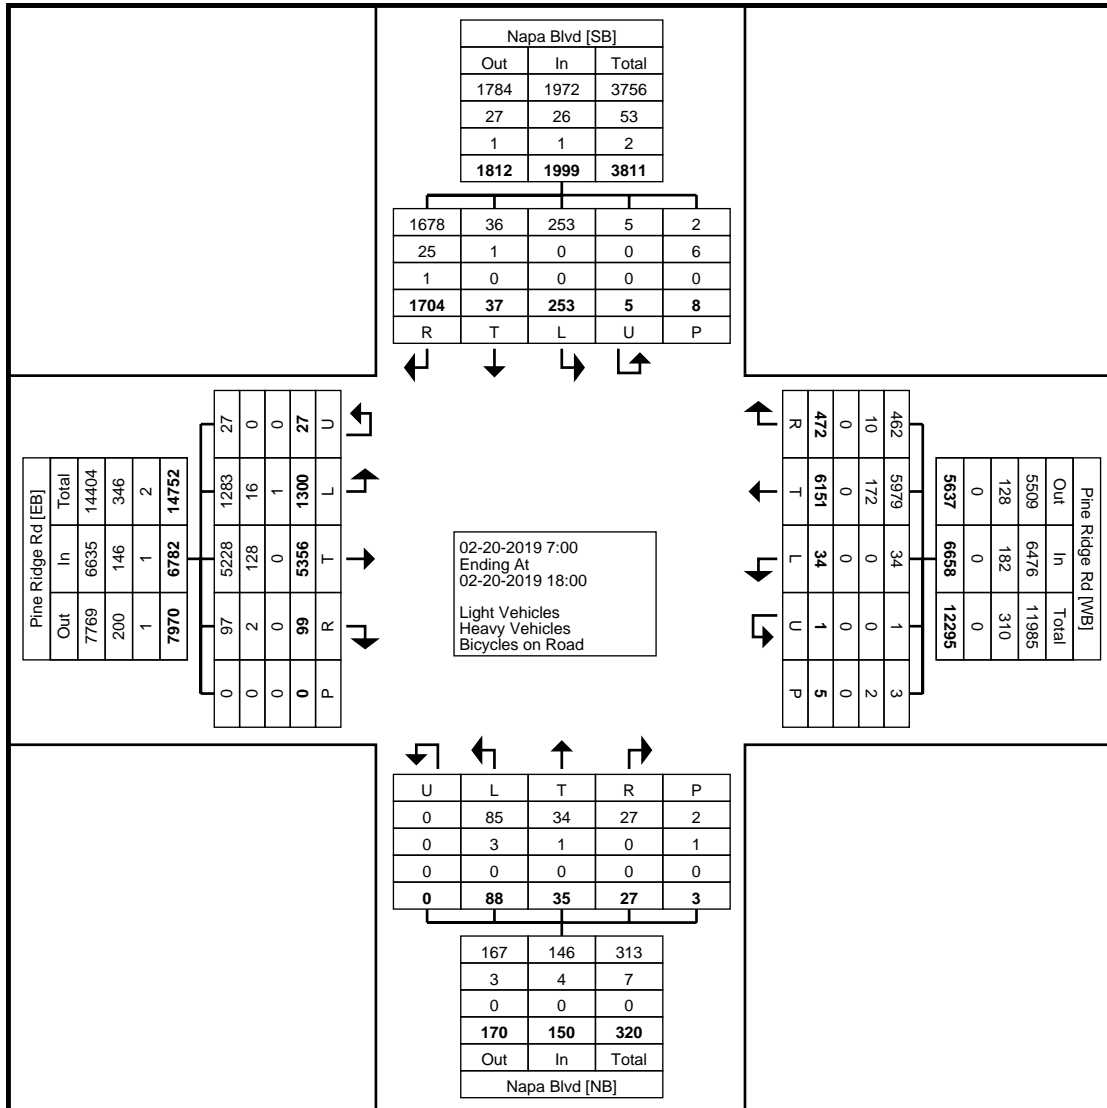 Napa Blvd [SB]
Out In Total
1784 1972 3756
27 26 53
1 1 2
1812 1999 3811
1678 36 253 5 2
25 1 0 0 6
1 0 0 0 0
1704 37 253 5 8
R T L U P
Pine Ridge Rd [EB]
Total In Out
14404 6635 7769
346 146 200
2 1 1
14752 6782 7970
27 1283 5228 97 0
0 16 128 2 0
0 1 0 0 0
27 1300 5356 99 0
U L T R P
02-20-2019 7:00
Ending At
02-20-2019 18:00
Light Vehicles
Heavy Vehicles
Bicycles on Road
R T L U P
472 6151 34 1 5
0 0 0 0 0
10 172 0 0 2
462 5979 34 1 3
Pine Ridge Rd [WB]
Out In Total
5509 6476 11985
128 182 310
0 0 0
5637 6658 12295
U L T R P
0 85 34 27 2
0 3 1 0 1
0 0 0 0 0
0 88 35 27 3
167 146 313
3 4 7
0 0 0
170 150 320
Out In Total
Napa Blvd [NB]